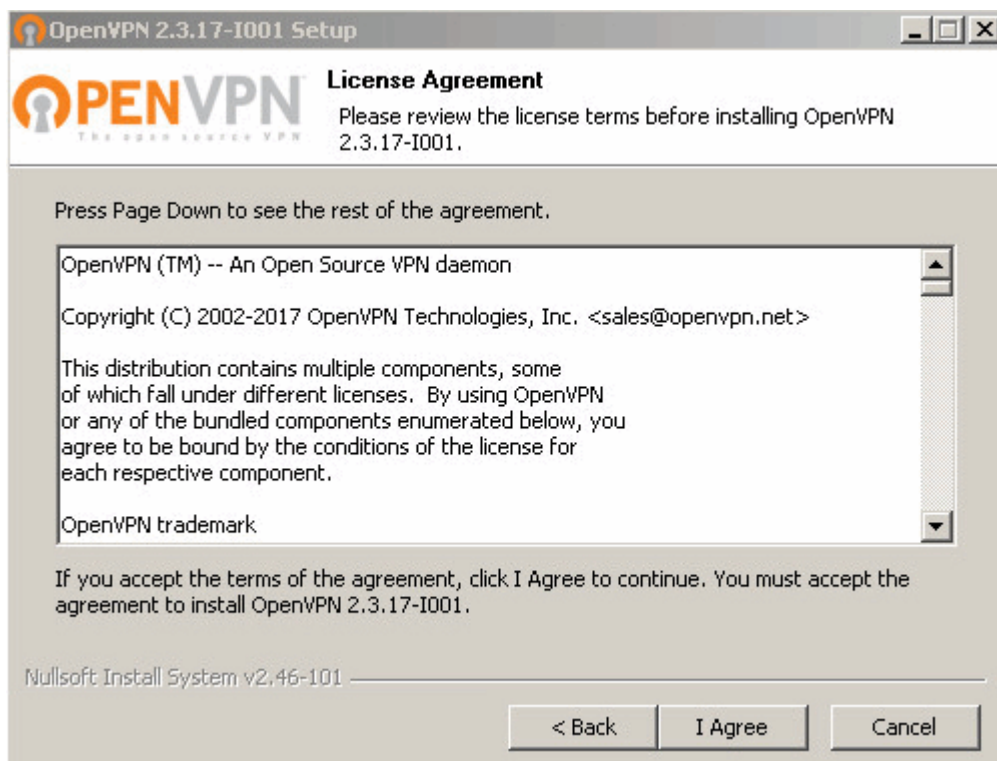 OpenVPN 2.3.17-I001 Setup
OPENVPN
The open source VPN
License Agreement
Please review the license terms before installing OpenVPN
2.3.17-I001.
Press Page Down to see the rest of the agreement.
OpenVPN (TM) -- An Open Source VPN daemon
Copyright (C) 2002-2017 OpenVPN Technologies, Inc. <sales@openvpn.net>
This distribution contains multiple components, some
of which fall under different licenses.  By using OpenVPN
or any of the bundled components enumerated below, you
agree to be bound by the conditions of the license for
each respective component.
OpenVPN trademark
If you accept the terms of the agreement, click I Agree to continue. You must accept the
agreement to install OpenVPN 2.3.17-I001.
Nullsoft Install System v2.46-101
< Back
I Agree
Cancel